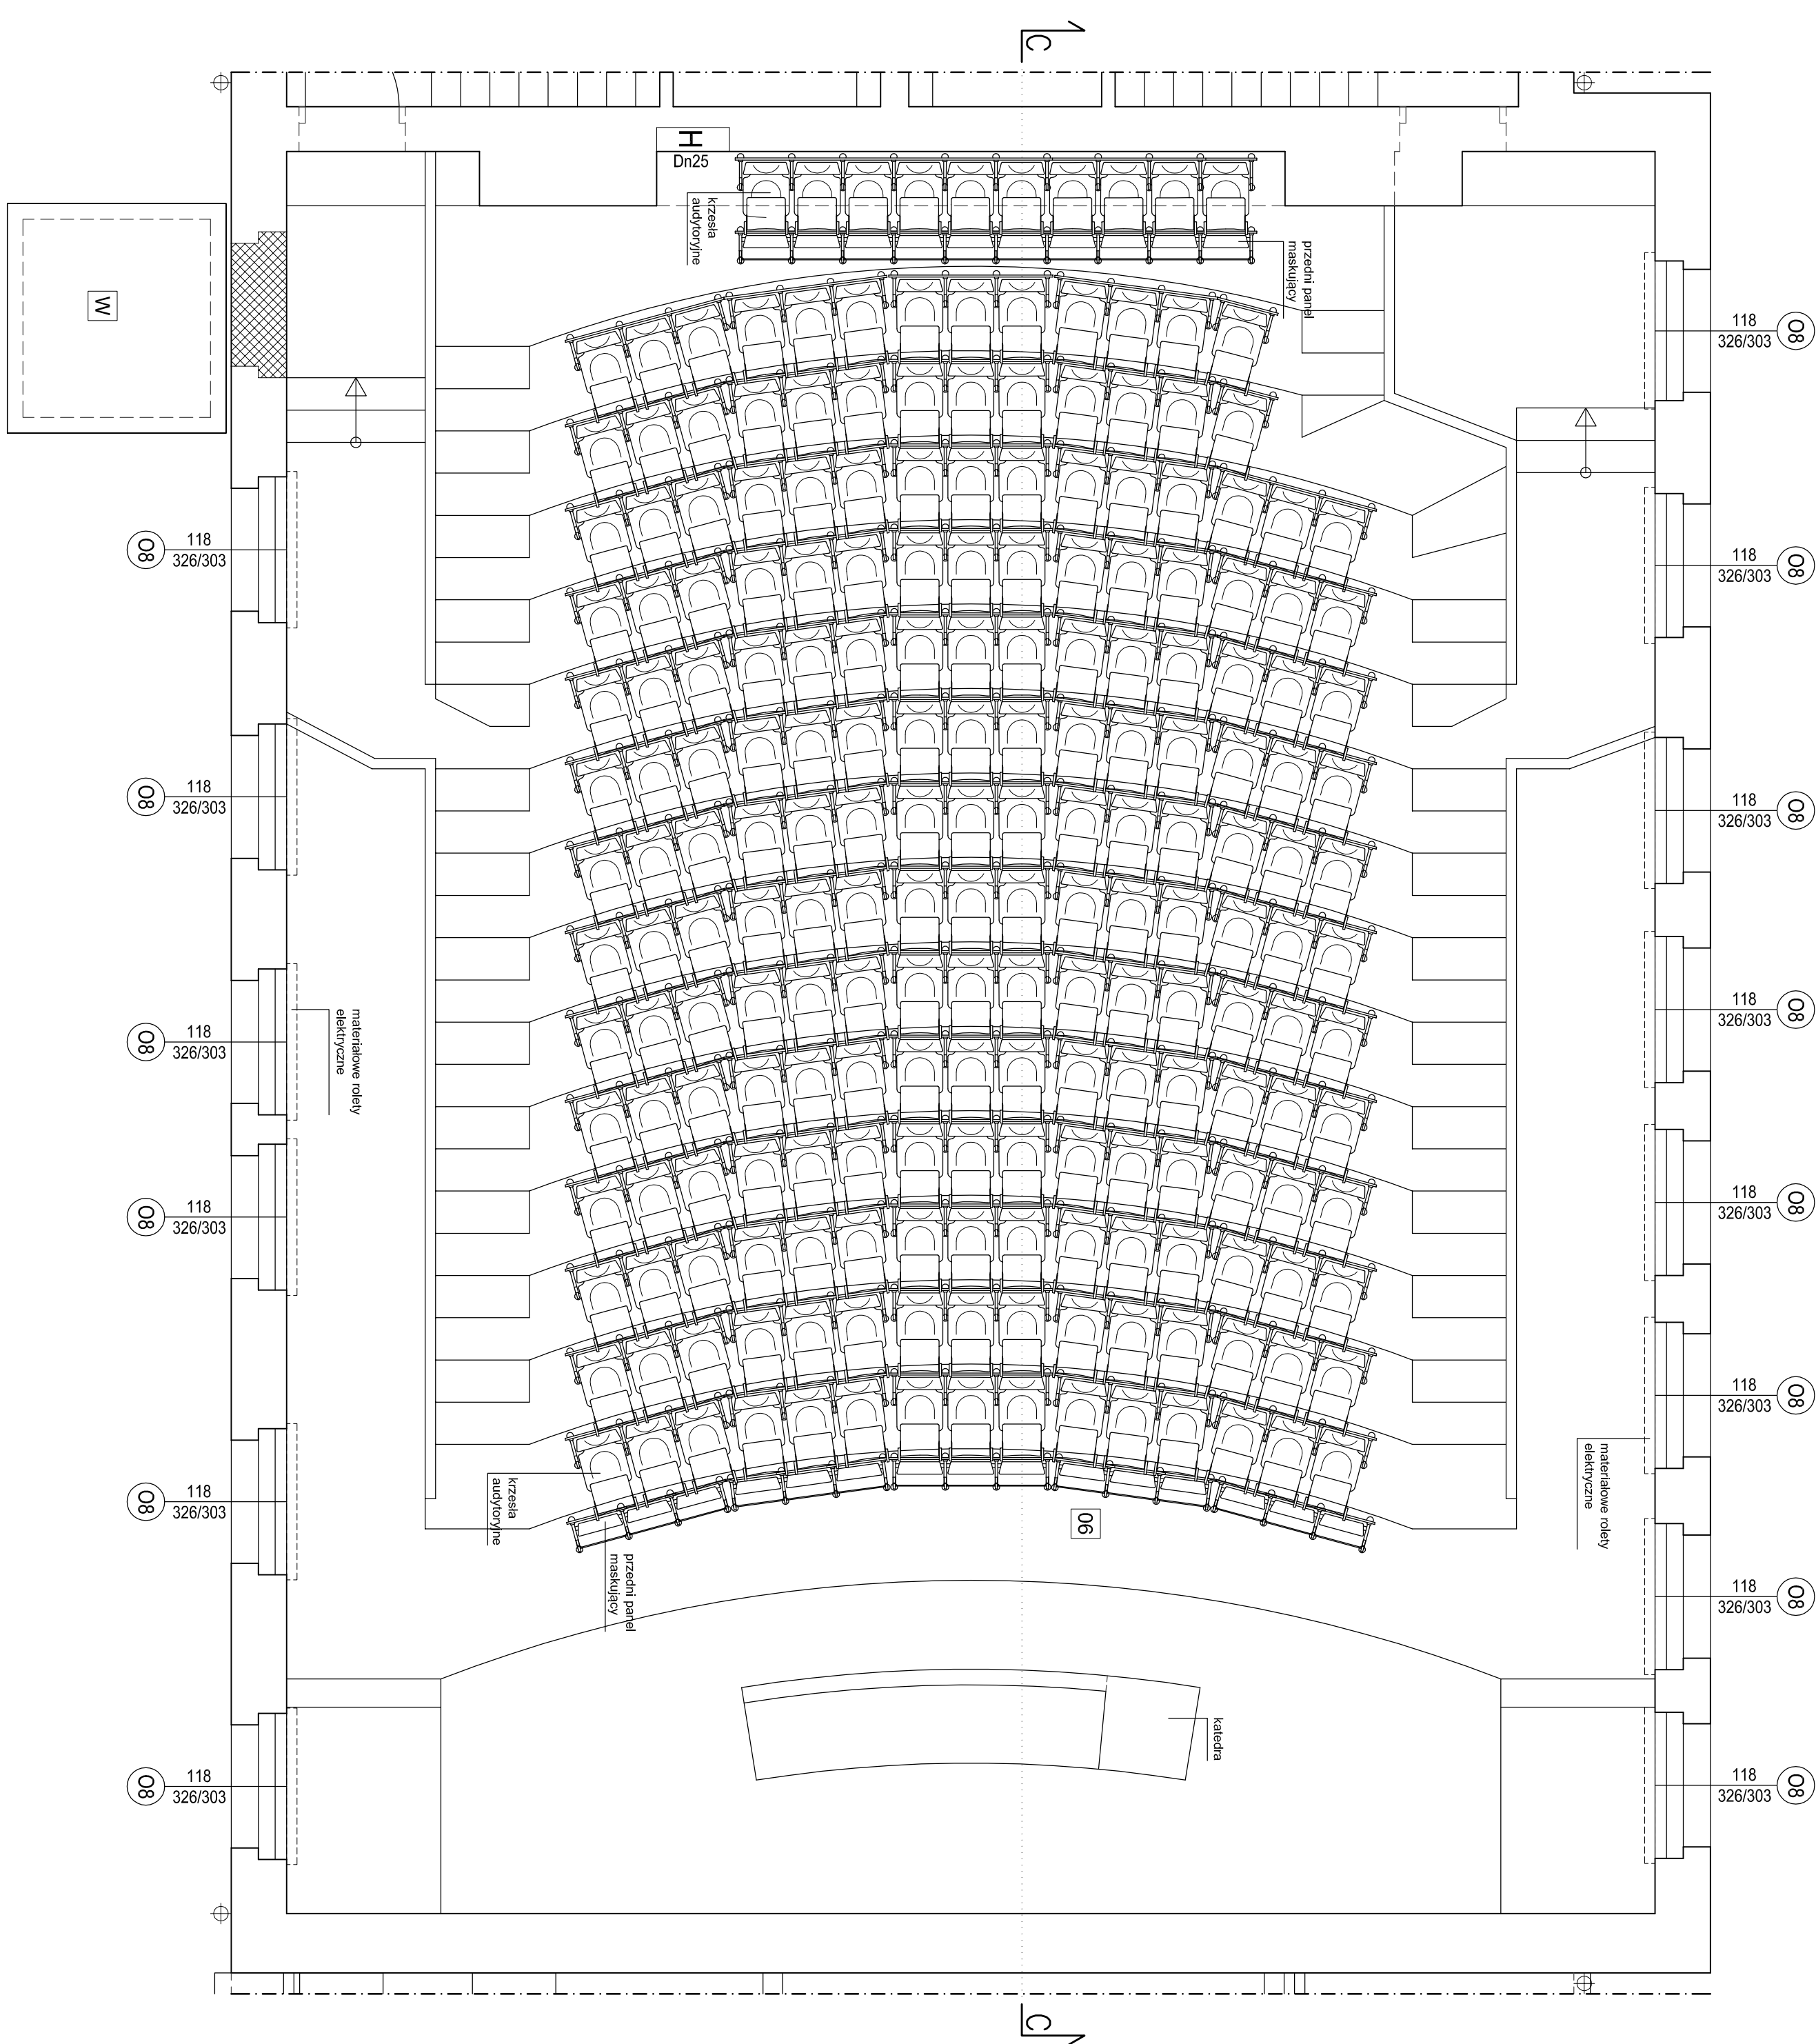 C
H
Dn25
krzesła
audytoryjne
przedni panel
maskujący
W
118
326/303
O8
118
326/303
O8
118
326/303
O8
118
326/303
O8
118
326/303
O8
118
326/303
O8
118
326/303
O8
118
326/303
O8
materiałowe rolety
elektryczne
118
326/303
O8
118
326/303
O8
118
326/303
O8
118
326/303
O8
118
326/303
O8
materiałowe rolety
elektryczne
118
326/303
O8
krzesła
audytoryjne
06
przedni panel
maskujący
katedra
C